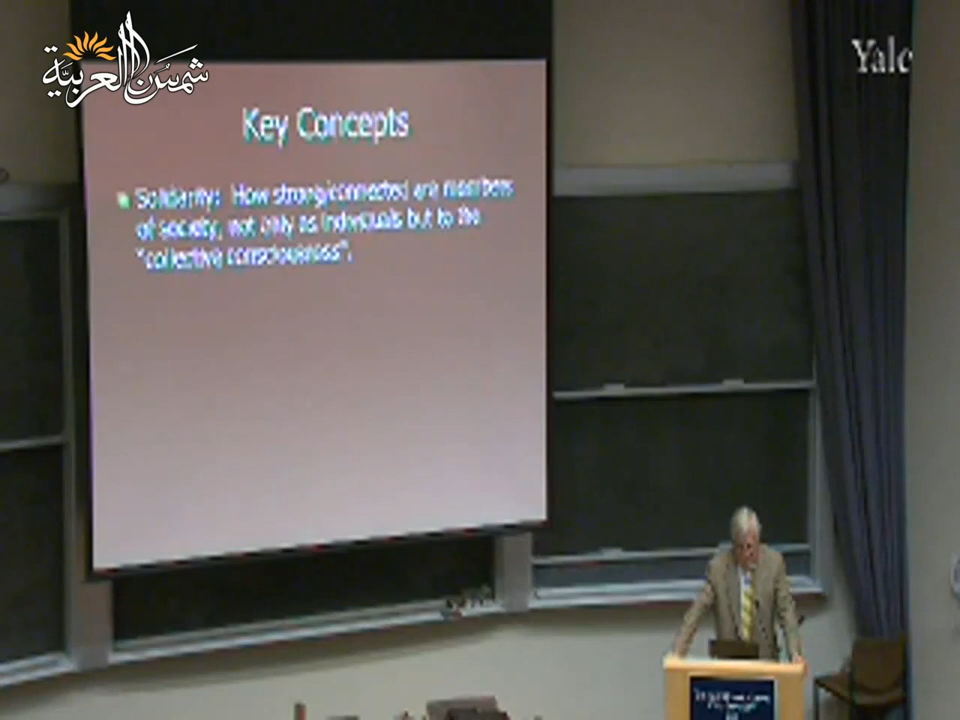 شمس العربية
Yale
Key Concepts
Solidarity: How strong/connected are members
of society, not only as individuals but to the
"collective consciousness".